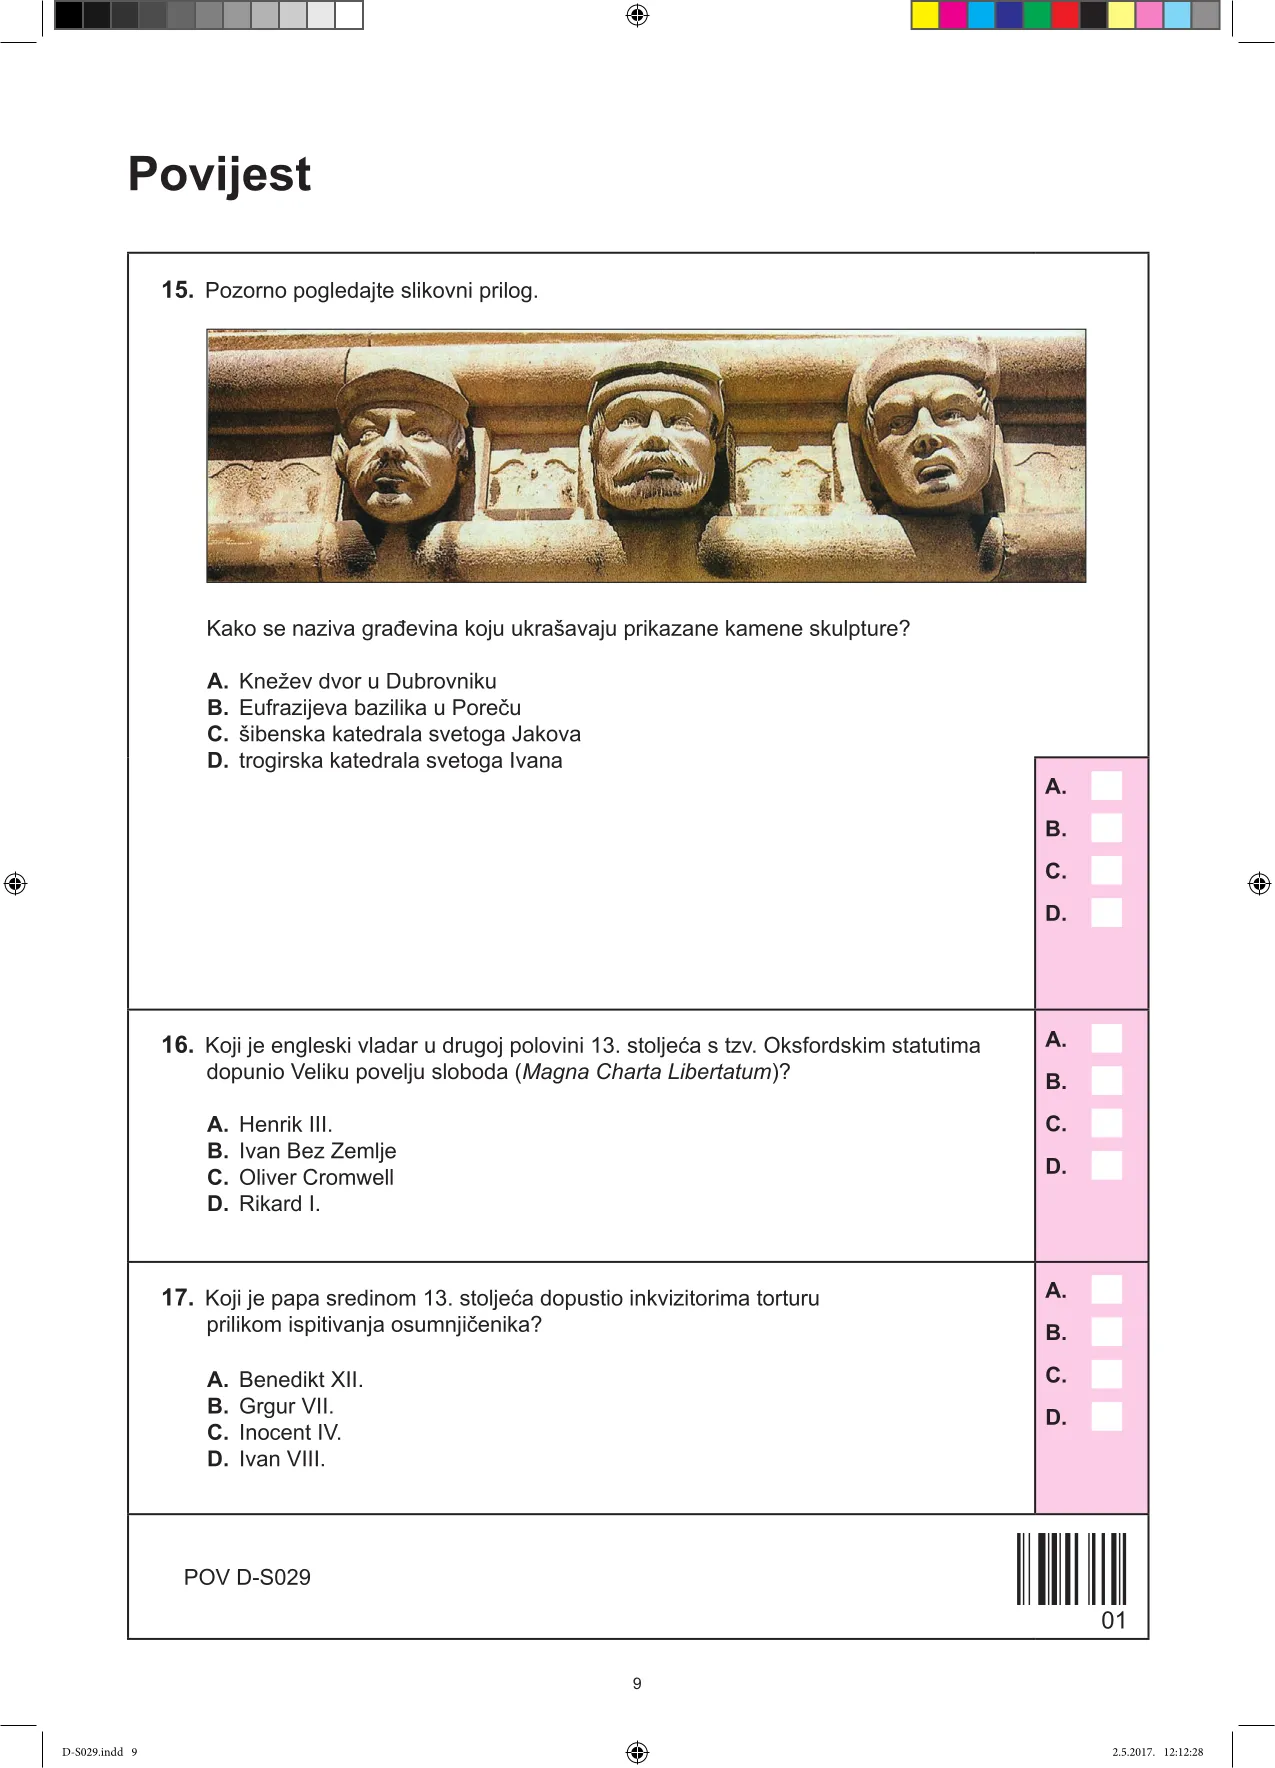 Povijest
15. Pozorno pogledajte slikovni prilog.
Kako se naziva građevina koju ukrašavaju prikazane kamene skulpture?
A. Knežev dvor u Dubrovniku
B. Eufrazijeva bazilika u Poreču
C. šibenska katedrala svetoga Jakova
D. trogirska katedrala svetoga Ivana
A.
B.
C.
D.
16. Koji je engleski vladar u drugoj polovini 13. stoljeća s tzv. Oksfordskim statutima
dopunio Veliku povelju sloboda (Magna Charta Libertatum)?
A. Henrik III.
B. Ivan Bez Zemlje
C. Oliver Cromwell
D. Rikard I.
A.
B.
C.
D.
17. Koji je papa sredinom 13. stoljeća dopustio inkvizitorima torturu
prilikom ispitivanja osumnjičenika?
A. Benedikt XII.
B. Grgur VII.
C. Inocent IV.
D. Ivan VIII.
A.
B.
C.
D.
POV D-S029
01
9
D-S029.indd 9
2.5.2017. 12:12:28